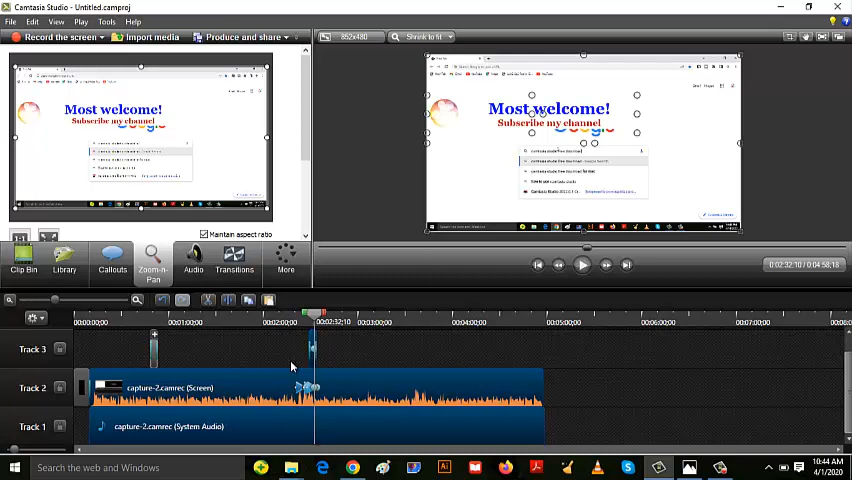 Camtasia Studio - Untitled.camproj
File Edit View Play Tools Help
Record the screen Import media Produce and share
852x480 Shrink to fit
Most welcome!
Subscribe my channel
Most welcome!
Subscribe my channel
Maintain aspect ratio
Clip Bin Library Callouts Zoom-n-Pan Audio Transitions More
0:02:32;10 / 0:04:58;18
00:00:00;00 00:01:00;00 00:02:00;00 00:02:32;10 00:03:00;00 00:04:00;00 00:05:00;00 00:06:00;00 00:07:00;00 00:08:
Track 3
Track 2 capture-2.camrec (Screen)
Track 1 capture-2.camrec (System Audio)
Search the web and Windows
10:44 AM
4/1/2020